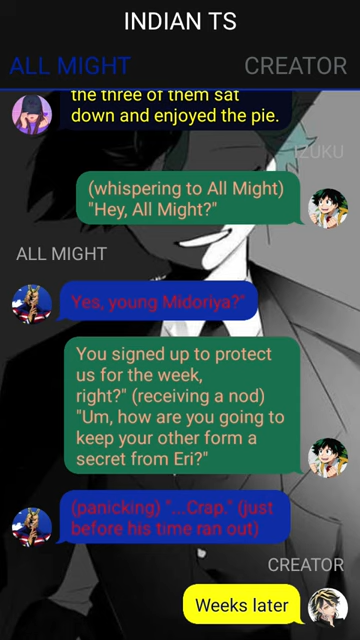 INDIAN TS
ALL MIGHT
CREATOR
the three of them sat
down and enjoyed the pie.
IZUKU
(whispering to All Might)
"Hey, All Might?"
ALL MIGHT
Yes, young Midoriya?"
You signed up to protect
us for the week,
right?" (receiving a nod)
"Um, how are you going to
keep your other form a
secret from Eri?"
(panicking) "...Crap." (just
before his time ran out)
CREATOR
Weeks later